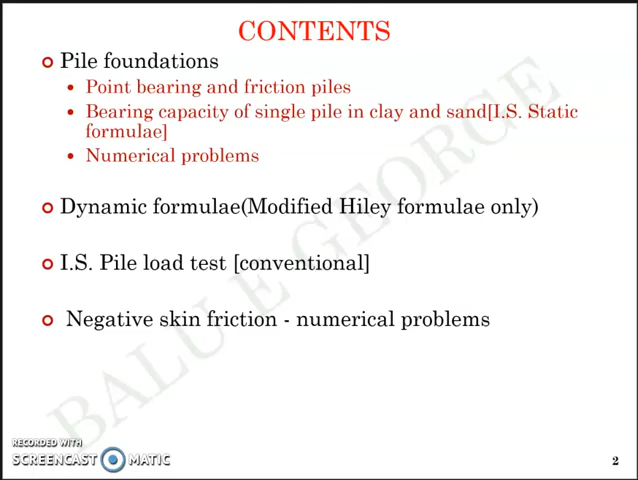 CONTENTS
Pile foundations
Point bearing and friction piles
Bearing capacity of single pile in clay and sand[I.S. Static
formulae]
Numerical problems
Dynamic formulae(Modified Hiley formulae only)
I.S. Pile load test [conventional]
Negative skin friction - numerical problems
BALU E GEORGE
RECORDED WITH
SCREENCAST MATIC
2